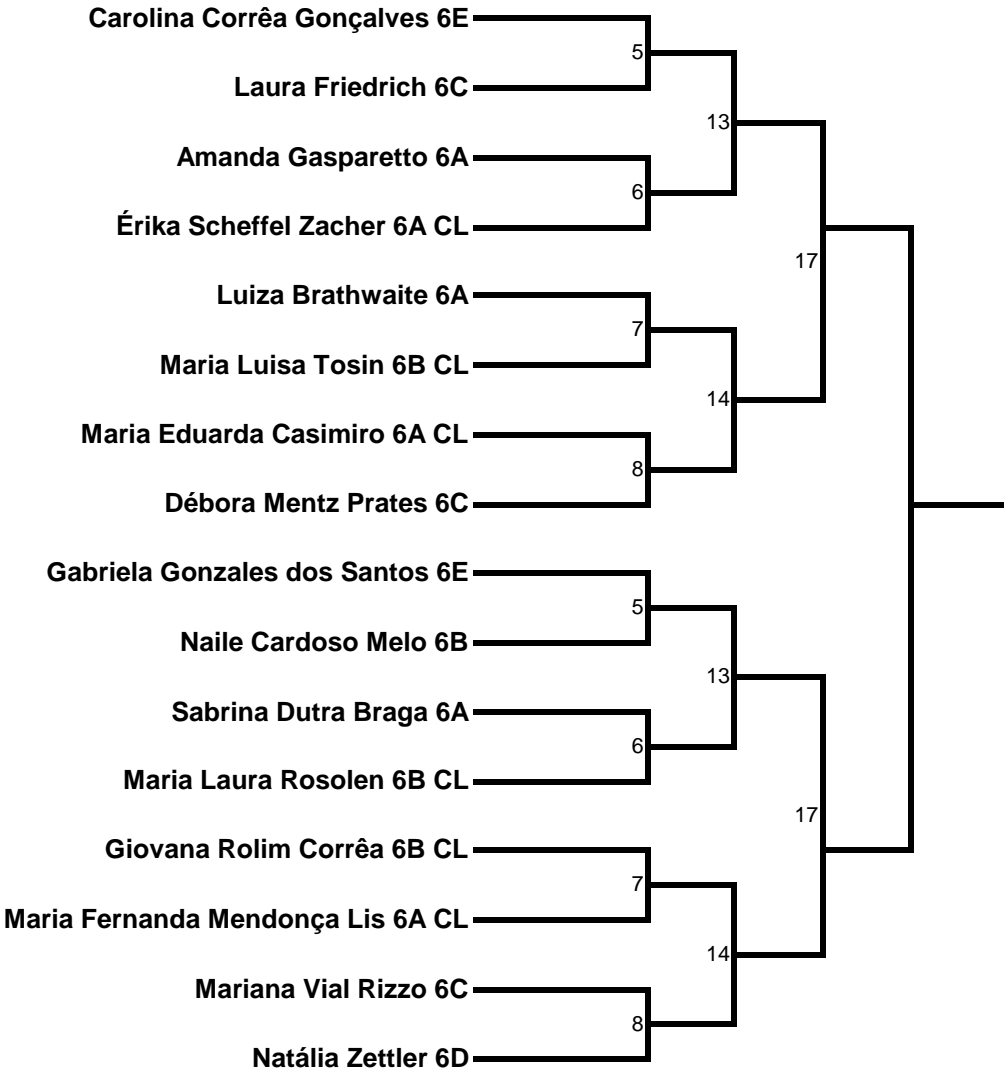 Carolina Corrêa Gonçalves 6E
5
Laura Friedrich 6C
13
Amanda Gasparetto 6A
6
Érika Scheffel Zacher 6A CL
17
Luiza Brathwaite 6A
7
Maria Luisa Tosin 6B CL
14
Maria Eduarda Casimiro 6A CL
8
Débora Mentz Prates 6C
Gabriela Gonzales dos Santos 6E
5
Naile Cardoso Melo 6B
13
Sabrina Dutra Braga 6A
6
Maria Laura Rosolen 6B CL
17
Giovana Rolim Corrêa 6B CL
7
Maria Fernanda Mendonça Lis 6A CL
14
Mariana Vial Rizzo 6C
8
Natália Zettler 6D